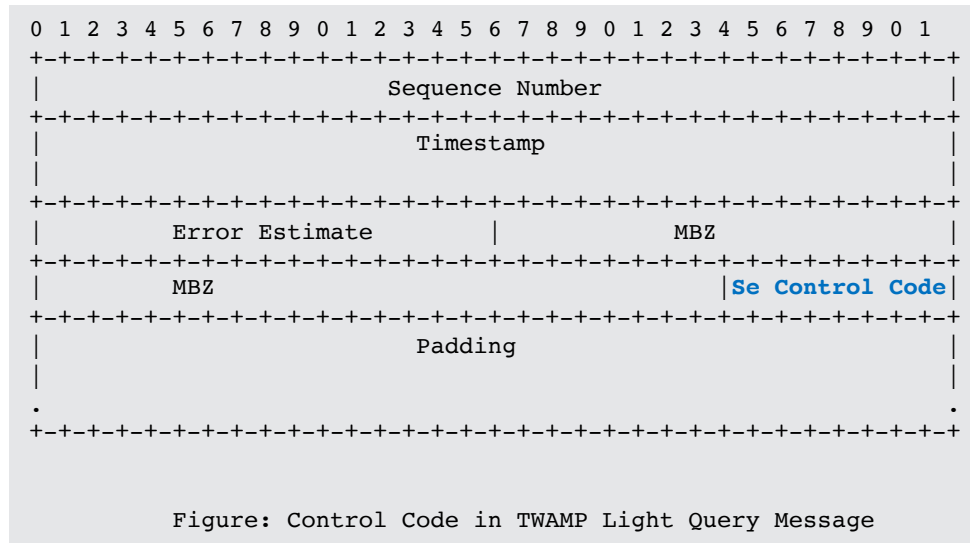 0 1 2 3 4 5 6 7 8 9 0 1 2 3 4 5 6 7 8 9 0 1 2 3 4 5 6 7 8 9 0 1
+-+-+-+-+-+-+-+-+-+-+-+-+-+-+-+-+-+-+-+-+-+-+-+-+-+-+-+-+-+-+-+-+
|                        Sequence Number                        |
+-+-+-+-+-+-+-+-+-+-+-+-+-+-+-+-+-+-+-+-+-+-+-+-+-+-+-+-+-+-+-+-+
|                          Timestamp                            |
|                                                               |
+-+-+-+-+-+-+-+-+-+-+-+-+-+-+-+-+-+-+-+-+-+-+-+-+-+-+-+-+-+-+-+-+
|         Error Estimate        |            MBZ                |
+-+-+-+-+-+-+-+-+-+-+-+-+-+-+-+-+-+-+-+-+-+-+-+-+-+-+-+-+-+-+-+-+
|         MBZ                                   |Se Control Code|
+-+-+-+-+-+-+-+-+-+-+-+-+-+-+-+-+-+-+-+-+-+-+-+-+-+-+-+-+-+-+-+-+
|                          Padding                              |
|                                                               |
.                                                               .
+-+-+-+-+-+-+-+-+-+-+-+-+-+-+-+-+-+-+-+-+-+-+-+-+-+-+-+-+-+-+-+-+
Figure: Control Code in TWAMP Light Query Message